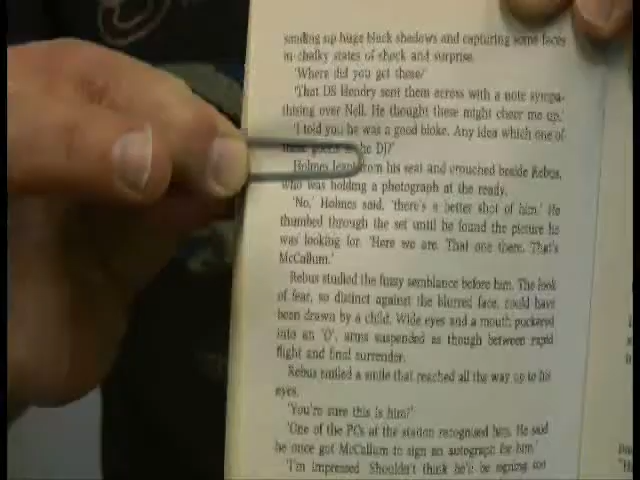 sending up huge black shadows and capturing some faces
in chalky states of shock and surprise.
'Where did you get these?'
'That DS Hendry sent them across with a note sympa-
thising over Nell. He thought these might cheer me up.'
'I told you he was a good bloke. Any idea which one of
these the DJ?'
Holmes from his seat and crouched beside Rebus,
who was holding a photograph at the ready.
'No,' Holmes said, 'there's a better shot of him.' He
thumbed through the set until he found the picture he
was looking for. 'Here we are. That one there. That's
McCallum.'
Rebus studied the fuzzy semblance before him. The look
of fear, so distinct against the blurred face, could have
been drawn by a child. Wide eyes and a mouth puckered
into an 'O', arms suspended as though between rapid
flight and final surrender.
Rebus smiled a smile that reached all the way up to his
eyes.
'You're sure this is him?'
'One of the PCs at the station recognised him. He said
he once got McCallum to sign an autograph for him.'
'I'm impressed. Shouldn't think he'll be signing too